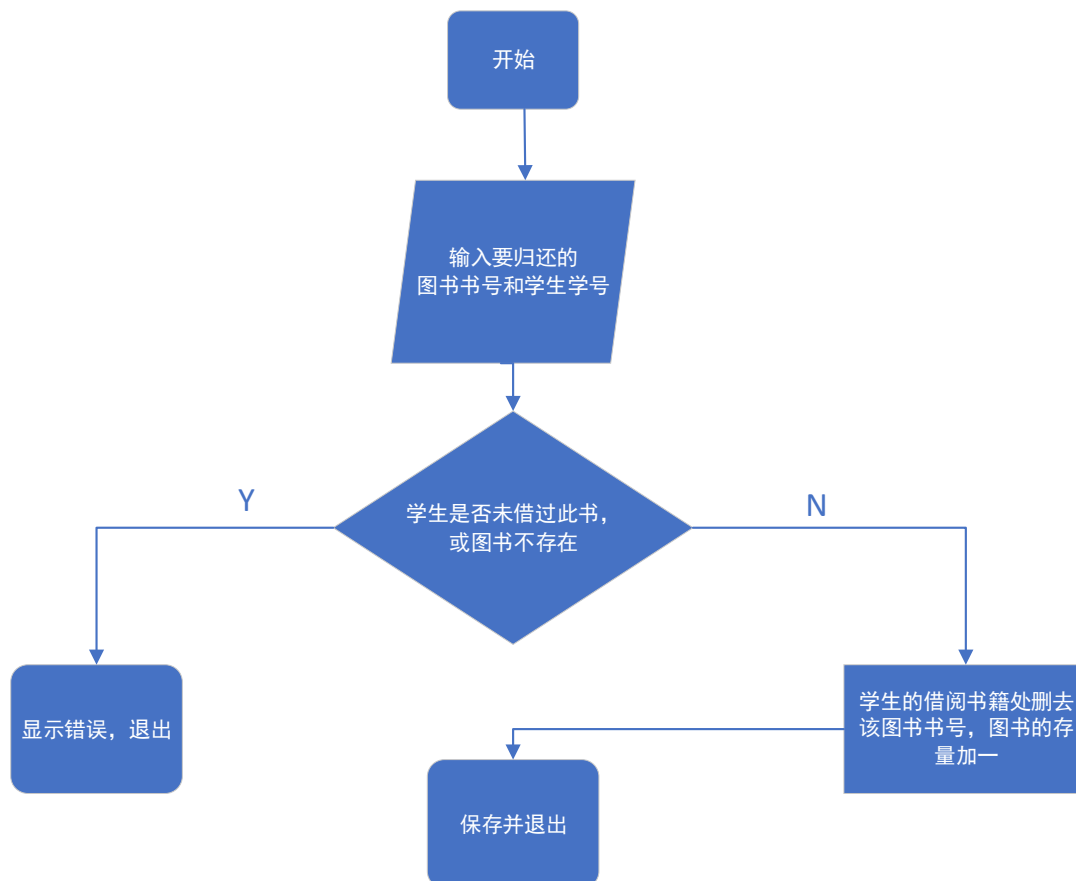 开始
输入要归还的
图书书号和学生学号
学生是否未借过此书，
或图书不存在
Y
N
显示错误，退出
学生的借阅书籍处删去
该图书书号，图书的存
量加一
保存并退出